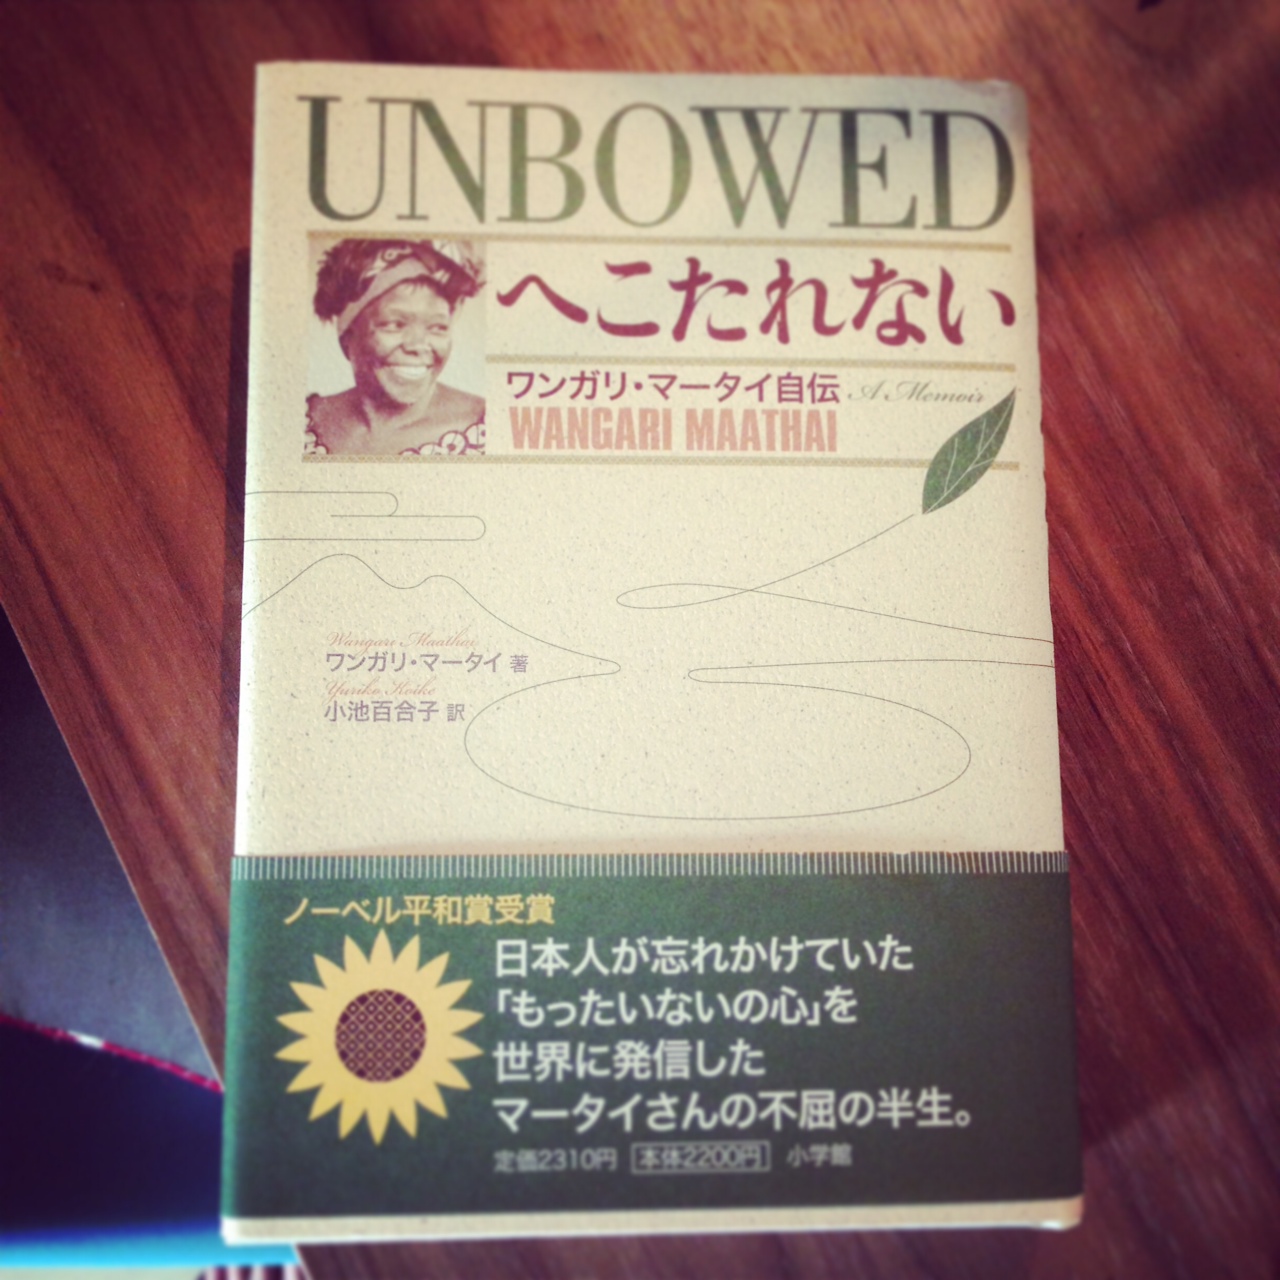 UNBOWED
へこたれない
ワンガリ・マータイ自伝 A Memoir
WANGARI MAATHAI
Wangari Maathai
ワンガリ・マータイ 著
Yuriko Koike
小池百合子 訳
ノーベル平和賞受賞
日本人が忘れかけていた
「もったいないの心」を
世界に発信した
マータイさんの不屈の半生。
定価2310円 本体2200円 小学館